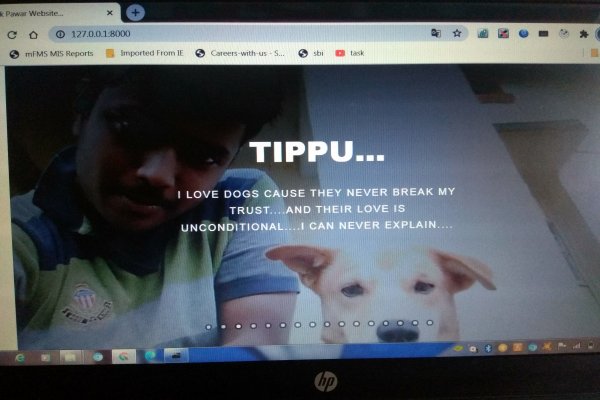 k Pawar Website...
127.0.0.1:8000
mFMS MIS Reports Imported From IE Careers-with-us - S... sbi task
TIPPU...
I LOVE DOGS CAUSE THEY NEVER BREAK MY
TRUST....AND THEIR LOVE IS
UNCONDITIONAL....I CAN NEVER EXPLAIN....
hp